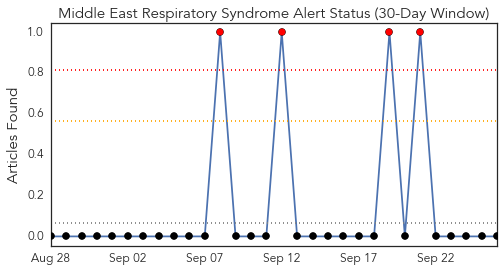 Middle East Respiratory Syndrome Alert Status (30-Day Window)
Articles Found
1.0
0.8
0.6
0.4
0.2
0.0
Aug 28 Sep 02 Sep 07 Sep 12 Sep 17 Sep 22